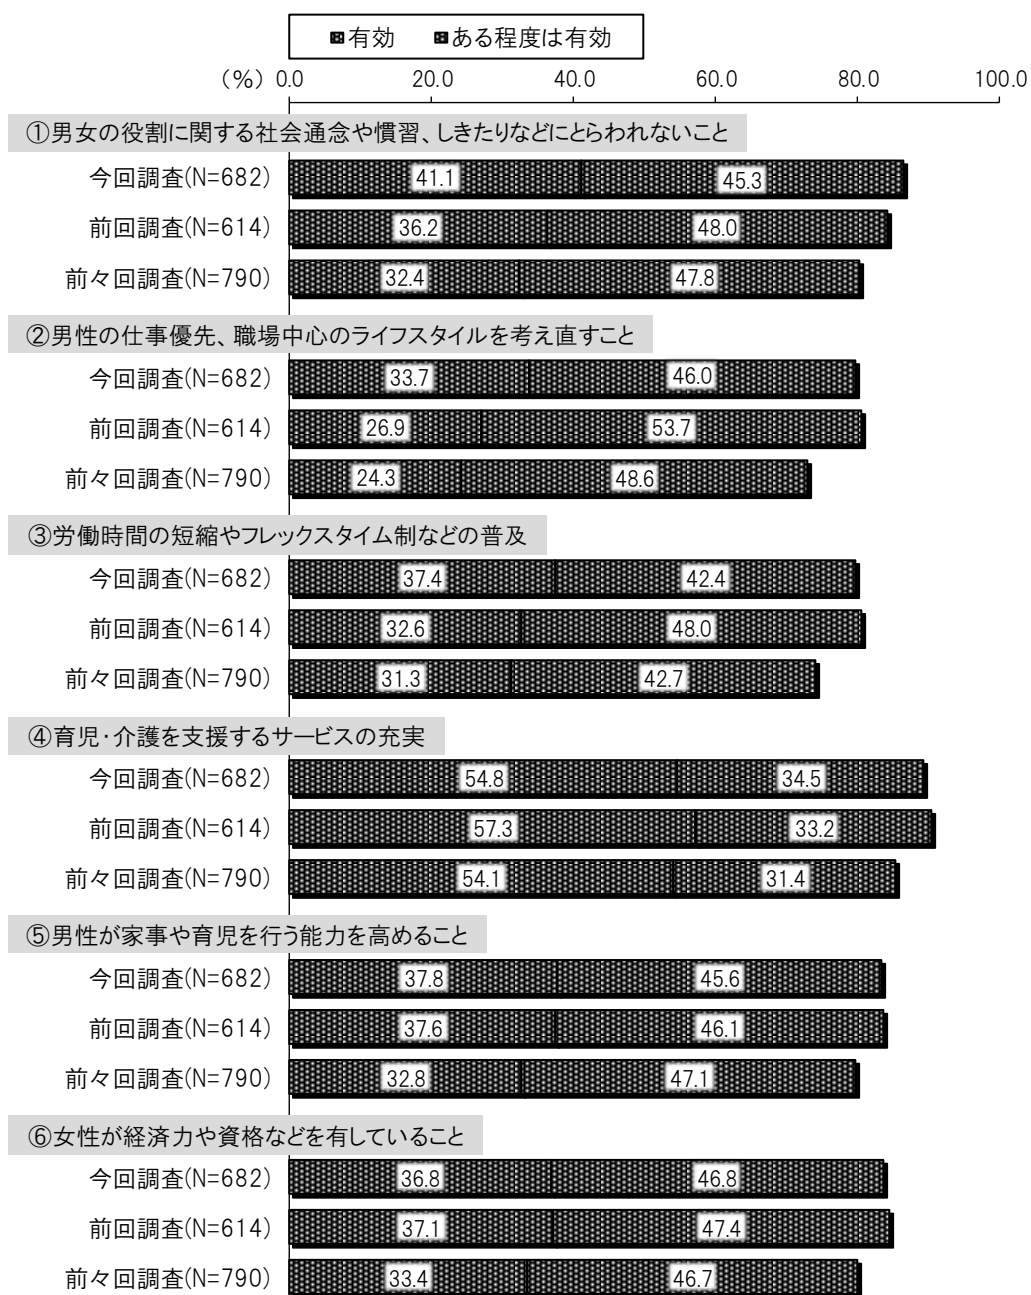 有効 ある程度は有効
(%) 0.0 20.0 40.0 60.0 80.0 100.0
①男女の役割に関する社会通念や慣習、しきたりなどにとらわれないこと
今回調査(N=682) 41.1 45.3
前回調査(N=614) 36.2 48.0
前々回調査(N=790) 32.4 47.8
②男性の仕事優先、職場中心のライフスタイルを考え直すこと
今回調査(N=682) 33.7 46.0
前回調査(N=614) 26.9 53.7
前々回調査(N=790) 24.3 48.6
③労働時間の短縮やフレックスタイム制などの普及
今回調査(N=682) 37.4 42.4
前回調査(N=614) 32.6 48.0
前々回調査(N=790) 31.3 42.7
④育児・介護を支援するサービスの充実
今回調査(N=682) 54.8 34.5
前回調査(N=614) 57.3 33.2
前々回調査(N=790) 54.1 31.4
⑤男性が家事や育児を行う能力を高めること
今回調査(N=682) 37.8 45.6
前回調査(N=614) 37.6 46.1
前々回調査(N=790) 32.8 47.1
⑥女性が経済力や資格などを有していること
今回調査(N=682) 36.8 46.8
前回調査(N=614) 37.1 47.4
前々回調査(N=790) 33.4 46.7